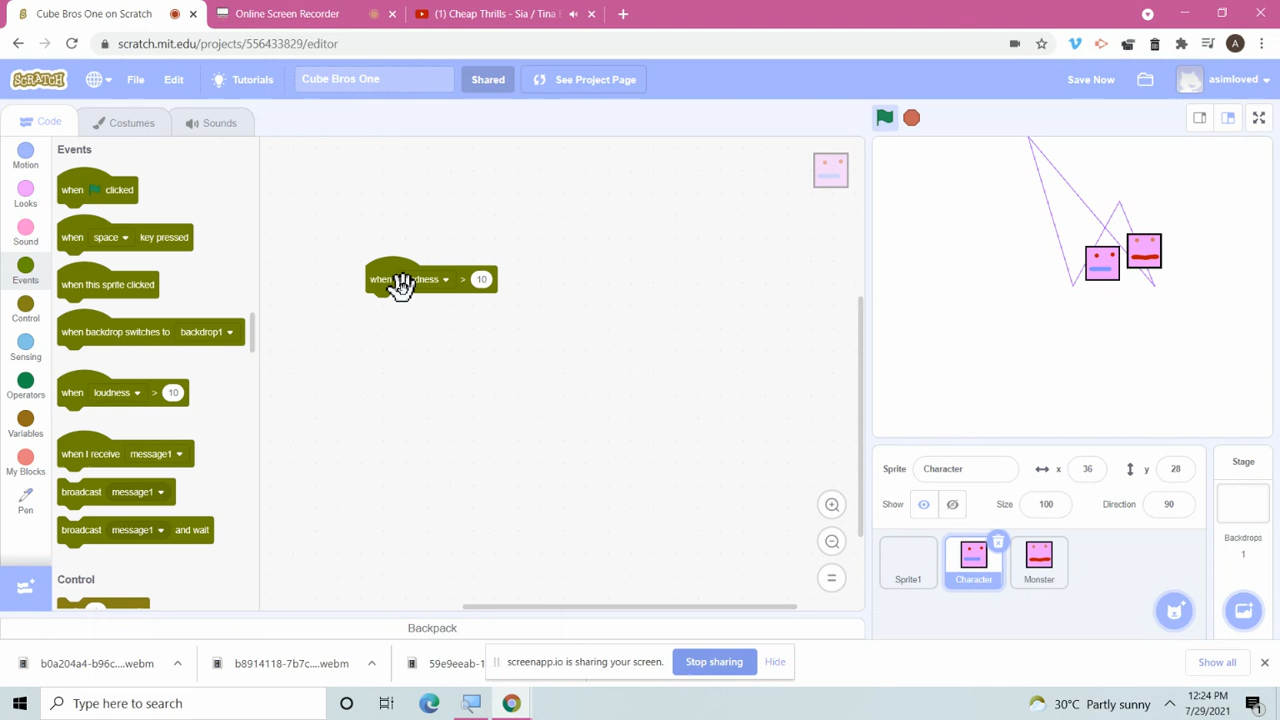 Cube Bros One on Scratch
Online Screen Recorder
(1) Cheap Thrills - Sia / Tina
scratch.mit.edu/projects/556433829/editor
A
SCRATCH
File
Edit
Tutorials
Cube Bros One
Shared
See Project Page
Save Now
asimloved
Code
Costumes
Sounds
Motion
Looks
Sound
Events
Control
Sensing
Operators
Variables
My Blocks
Pen
Events
when clicked
when space key pressed
when this sprite clicked
when backdrop switches to backdrop1
when loudness > 10
when I receive message1
broadcast message1
broadcast message1 and wait
Control
when dness > 10
Sprite Character x 36 y 28
Show Size 100 Direction 90
Sprite1
Character
Monster
Stage
Backdrops
1
Backpack
b0a204a4-b96c....webm
b8914118-7b7c....webm
59e9eeab-1
screenapp.io is sharing your screen.
Stop sharing
Hide
Show all
Type here to search
30°C Partly sunny
12:24 PM
7/29/2021
1